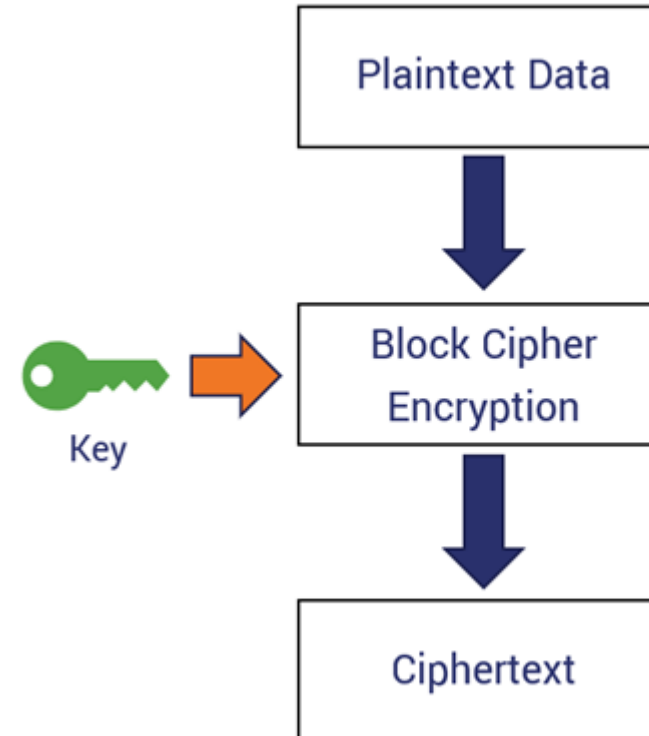 Plaintext Data
Block Cipher
Encryption
Key
Ciphertext